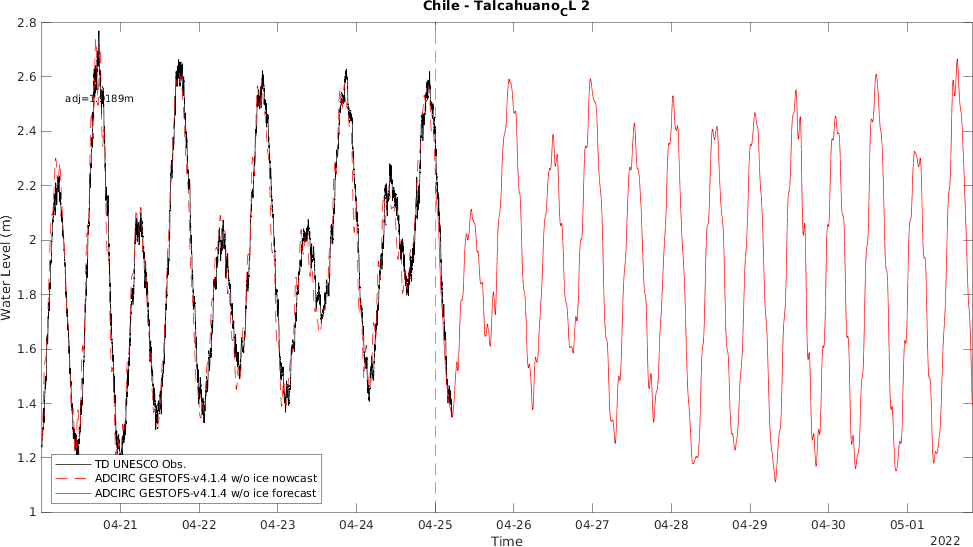 Chile - Talcahuano_CL 2
2.8
2.6
adj=1.9189m
2.4
2.2
2
Water Level (m)
1.8
1.6
1.4
1.2
1
TD UNESCO Obs.
ADCIRC GESTOFS-v4.1.4 w/o ice nowcast
ADCIRC GESTOFS-v4.1.4 w/o ice forecast
04-21 04-22 04-23 04-24 04-25 04-26 04-27 04-28 04-29 04-30 05-01
Time
2022